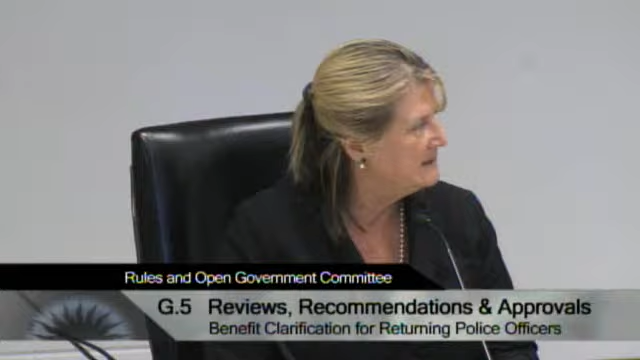 Rules and Open Government Committee
G.5 Reviews, Recommendations & Approvals
Benefit Clarification for Returning Police Officers